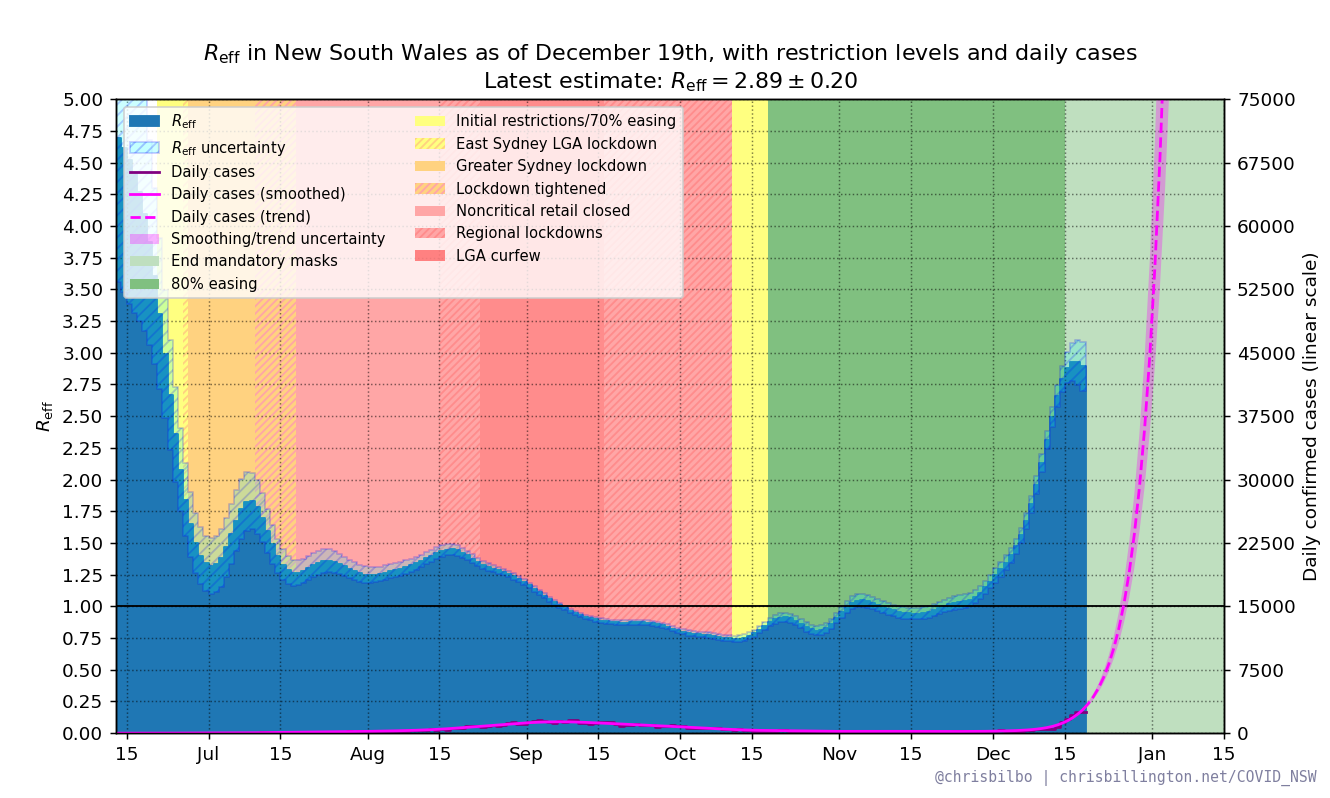 Reff in New South Wales as of December 19th, with restriction levels and daily cases
Latest estimate: Reff = 2.89 ± 0.20
Reff
Reff uncertainty
Daily cases
Daily cases (smoothed)
Daily cases (trend)
Smoothing/trend uncertainty
End mandatory masks
80% easing
Initial restrictions/70% easing
East Sydney LGA lockdown
Greater Sydney lockdown
Lockdown tightened
Noncritical retail closed
Regional lockdowns
LGA curfew
Reff
5.00
4.75
4.50
4.25
4.00
3.75
3.50
3.25
3.00
2.75
2.50
2.25
2.00
1.75
1.50
1.25
1.00
0.75
0.50
0.25
0.00
75000
67500
60000
52500
45000
37500
30000
22500
15000
7500
0
Daily confirmed cases (linear scale)
15 Jul 15 Aug 15 Sep 15 Oct 15 Nov 15 Dec 15 Jan 15
@chrisbilbo | chrisbillington.net/COVID_NSW